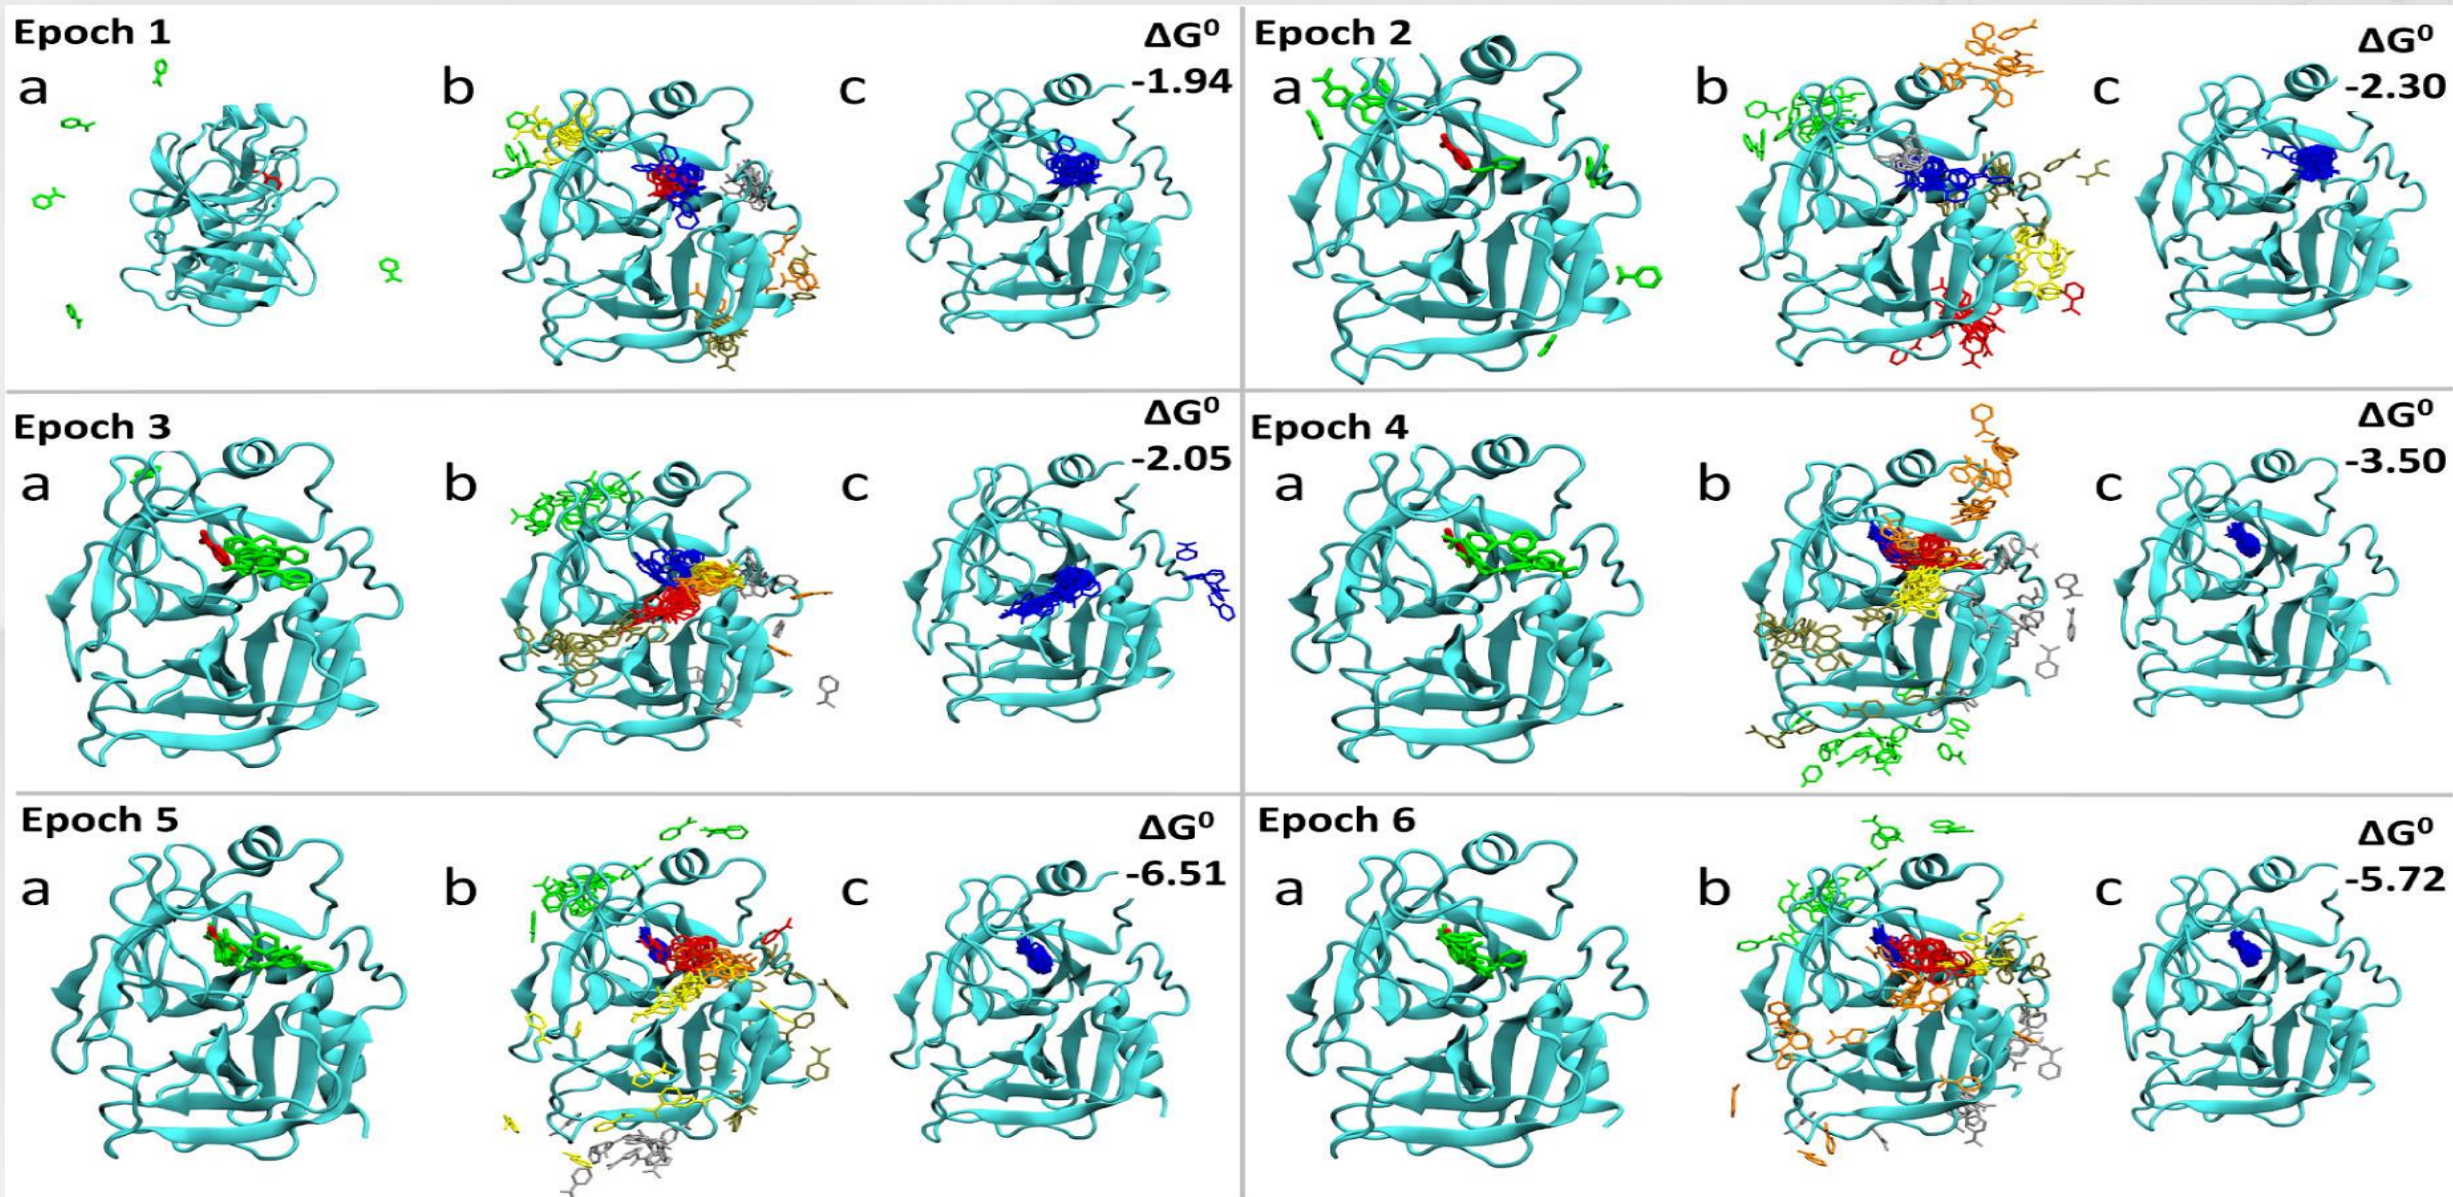 Epoch 1
a
b
c
ΔG⁰
-1.94
Epoch 2
a
b
c
ΔG⁰
-2.30
Epoch 3
a
b
c
ΔG⁰
-2.05
Epoch 4
a
b
c
ΔG⁰
-3.50
Epoch 5
a
b
c
ΔG⁰
-6.51
Epoch 6
a
b
c
ΔG⁰
-5.72